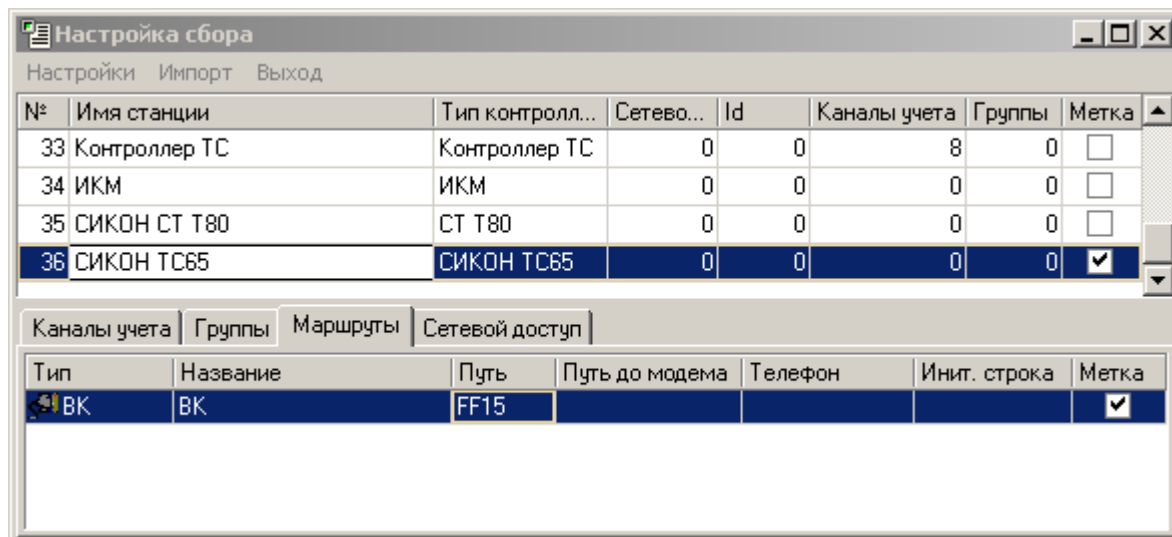 Настройка сбора
Настройки Импорт Выход
№ Имя станции Тип контролл... Сетево... Id Каналы учета Группы Метка
33 Контроллер ТС Контроллер ТС 0 0 8 0
34 ИКМ ИКМ 0 0 0 0
35 СИКОН СТ Т80 СТ Т80 0 0 0 0
36 СИКОН ТС65 СИКОН ТС65 0 0 0 0
Каналы учета Группы Маршруты Сетевой доступ
Тип Название Путь Путь до модема Телефон Инит. строка Метка
ВК ВК FF15